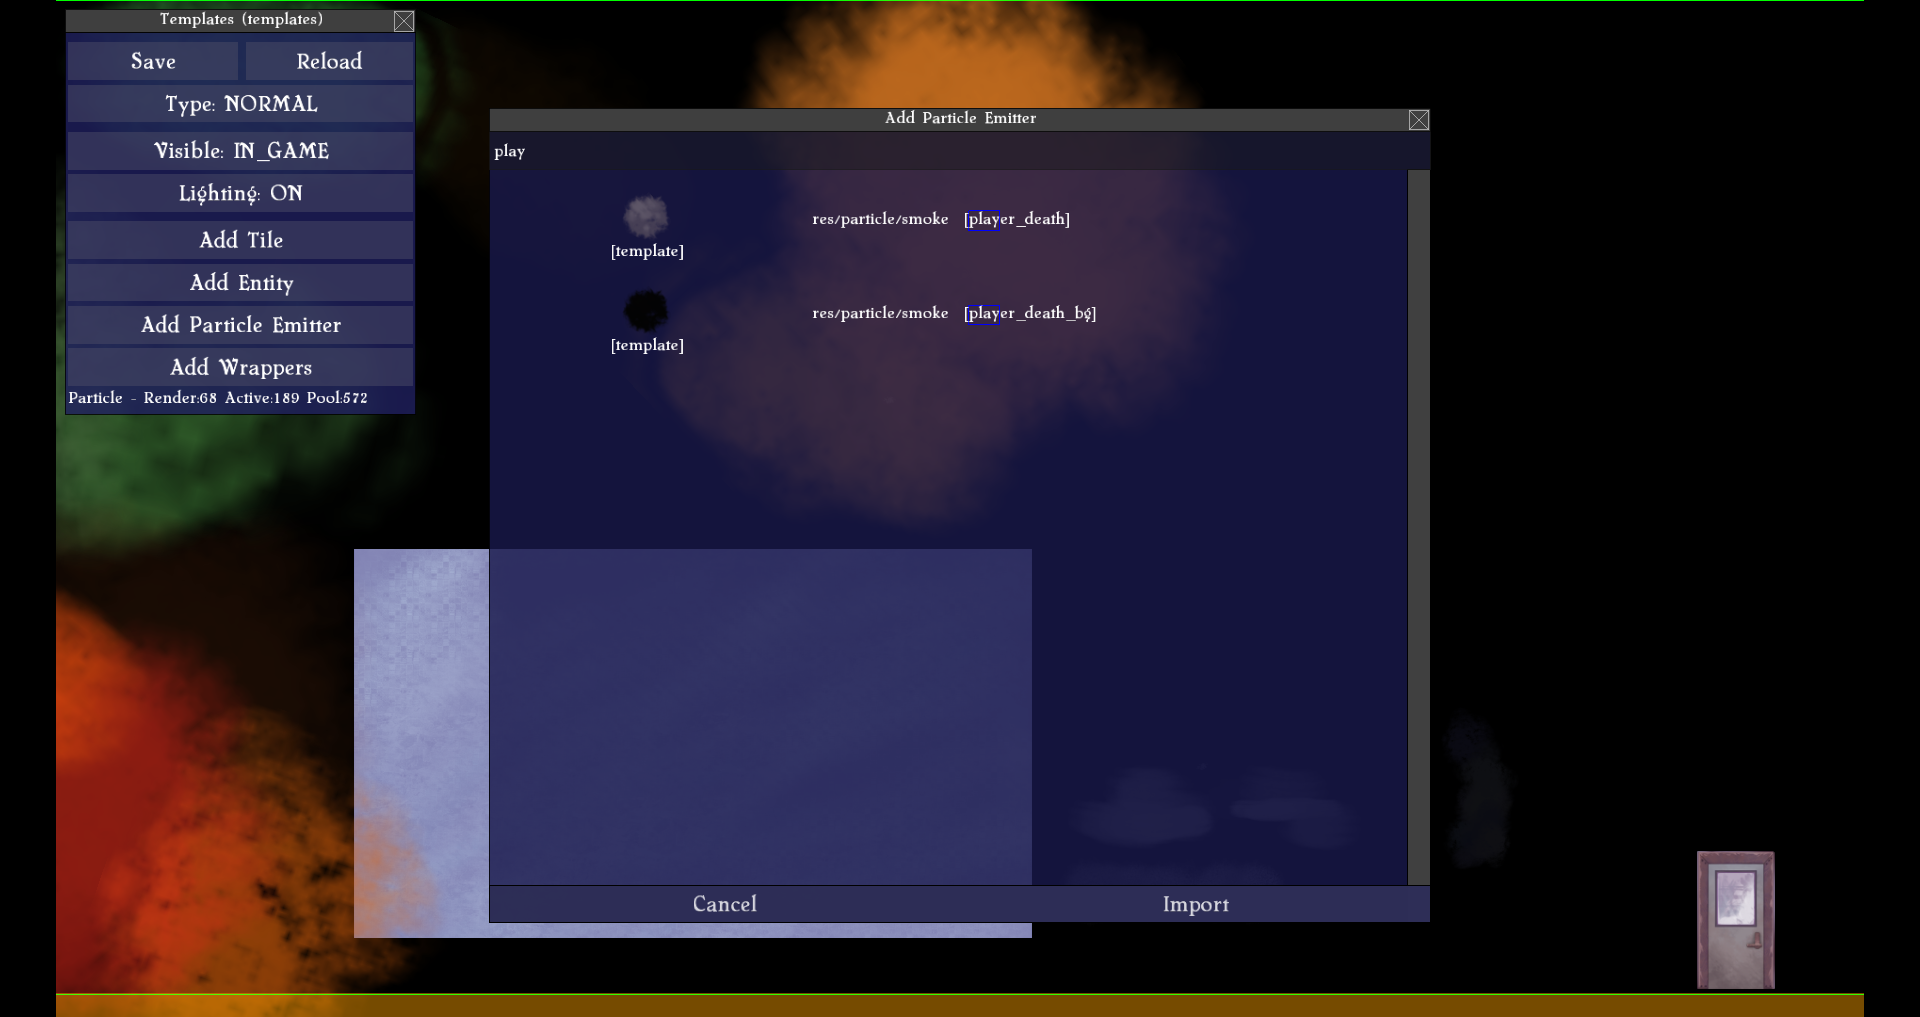 Templates (templates)
Save
Reload
Type: NORMAL
Visible: IN_GAME
Lighting: ON
Add Tile
Add Entity
Add Particle Emitter
Add Wrappers
Particle - Render:68 Active:189 Pool:572
Add Particle Emitter
play
res/particle/smoke [player_death]
[template]
res/particle/smoke [player_death_bg]
[template]
Cancel
Import